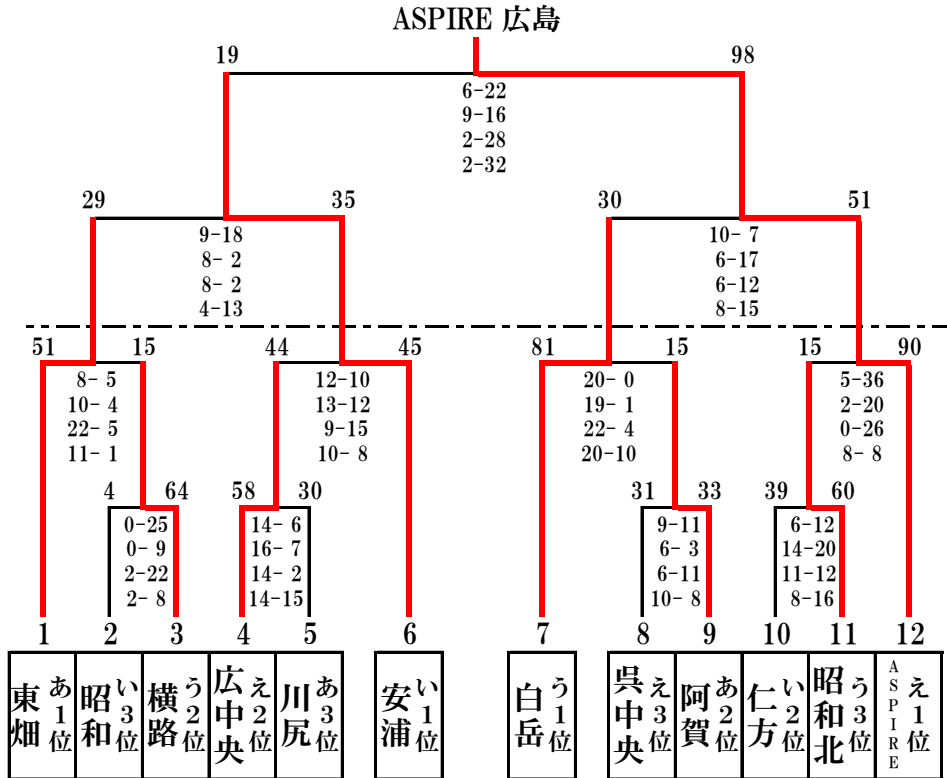 ASPIRE 広島
19 98
6-22
9-16
2-28
2-32
29 35 30 51
9-18
8- 2
8- 2
4-13
10- 7
6-17
6-12
8-15
51 15 44 45 81 15 15 90
8- 5
10- 4
22- 5
11- 1
12-10
13-12
9-15
10- 8
20- 0
19- 1
22- 4
20-10
5-36
2-20
0-26
8- 8
4 64 58 30 31 33 39 60
0-25
0- 9
2-22
2- 8
14- 6
16- 7
14- 2
14-15
9-11
6- 3
6-11
10- 8
6-12
14-20
11-12
8-16
1 2 3 4 5 6 7 8 9 10 11 12
東畑 あ1位
昭和 い3位
横路 う2位
広中央 え2位
川尻 あ3位
安浦 い1位
白岳 う1位
呉中央 え3位
阿賀 あ2位
仁方 い2位
昭和北 う3位
ASPIRE え1位